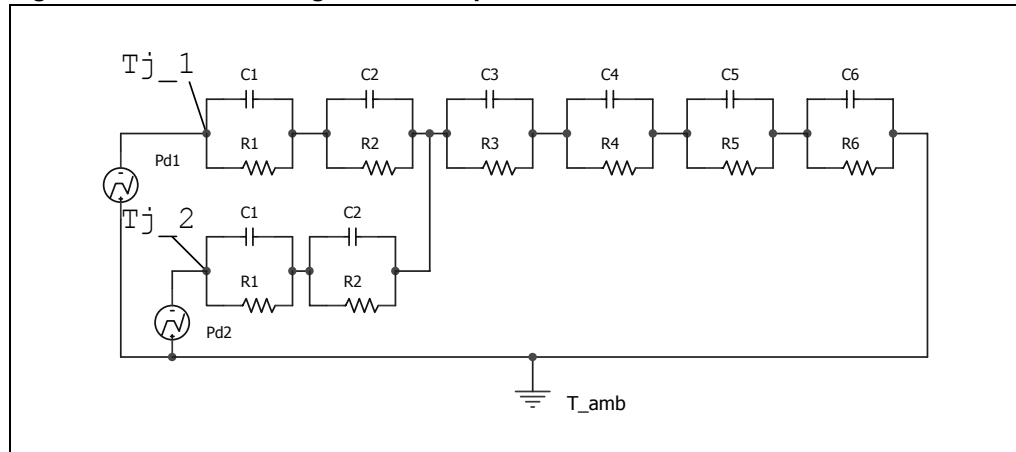 Tj_1
C1 C2 C3 C4 C5 C6
R1 R2 R3 R4 R5 R6
Pd1
Tj_2
C1 C2
R1 R2
Pd2
T_amb